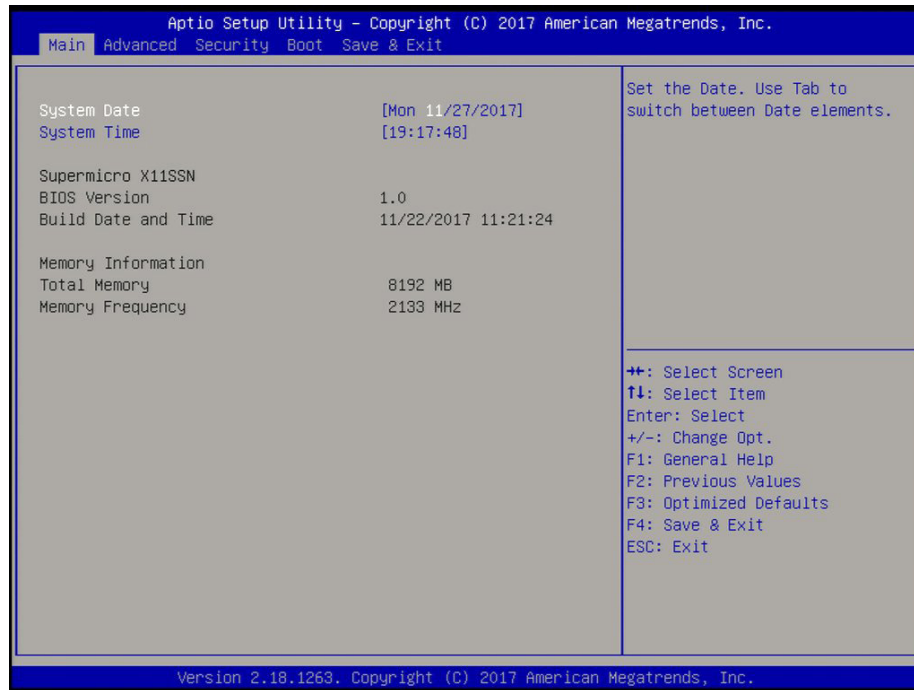 Aptio Setup Utility – Copyright (C) 2017 American Megatrends, Inc.
Main Advanced Security Boot Save & Exit
System Date [Mon 11/27/2017]
System Time [19:17:48]
Supermicro X11SSN
BIOS Version 1.0
Build Date and Time 11/22/2017 11:21:24
Memory Information
Total Memory 8192 MB
Memory Frequency 2133 MHz
Set the Date. Use Tab to
switch between Date elements.
→←: Select Screen
↑↓: Select Item
Enter: Select
+/-: Change Opt.
F1: General Help
F2: Previous Values
F3: Optimized Defaults
F4: Save & Exit
ESC: Exit
Version 2.18.1263. Copyright (C) 2017 American Megatrends, Inc.